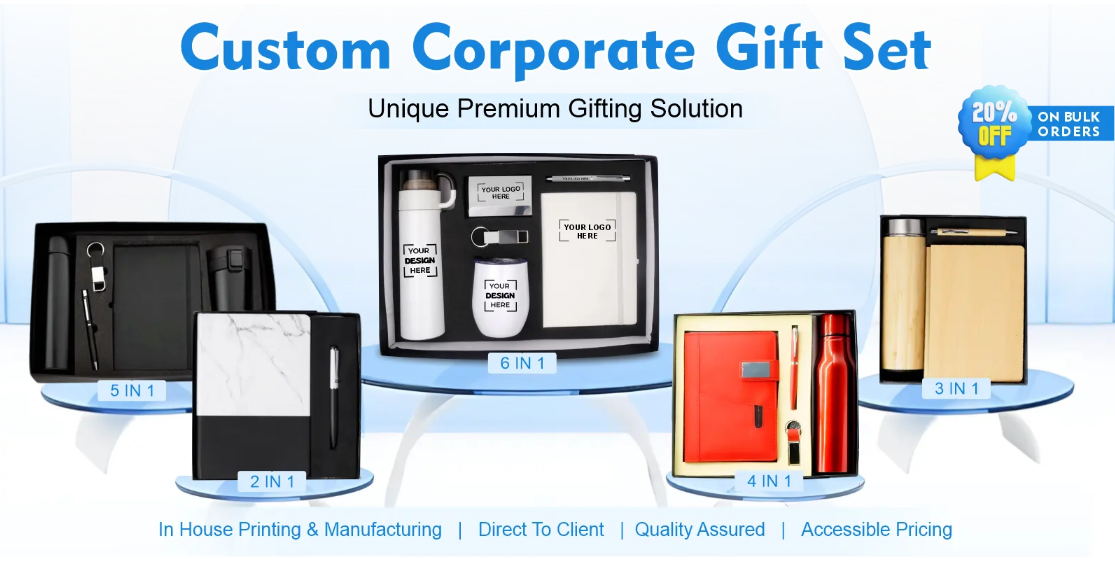 Custom Corporate Gift Set
Unique Premium Gifting Solution
20%
OFF
ON BULK
ORDERS
YOUR LOGO
HERE
YOUR LOGO
HERE
YOUR
DESIGN
HERE
YOUR
DESIGN
HERE
6 IN 1
5 IN 1
3 IN 1
2 IN 1
4 IN 1
In House Printing & Manufacturing | Direct To Client | Quality Assured | Accessible Pricing